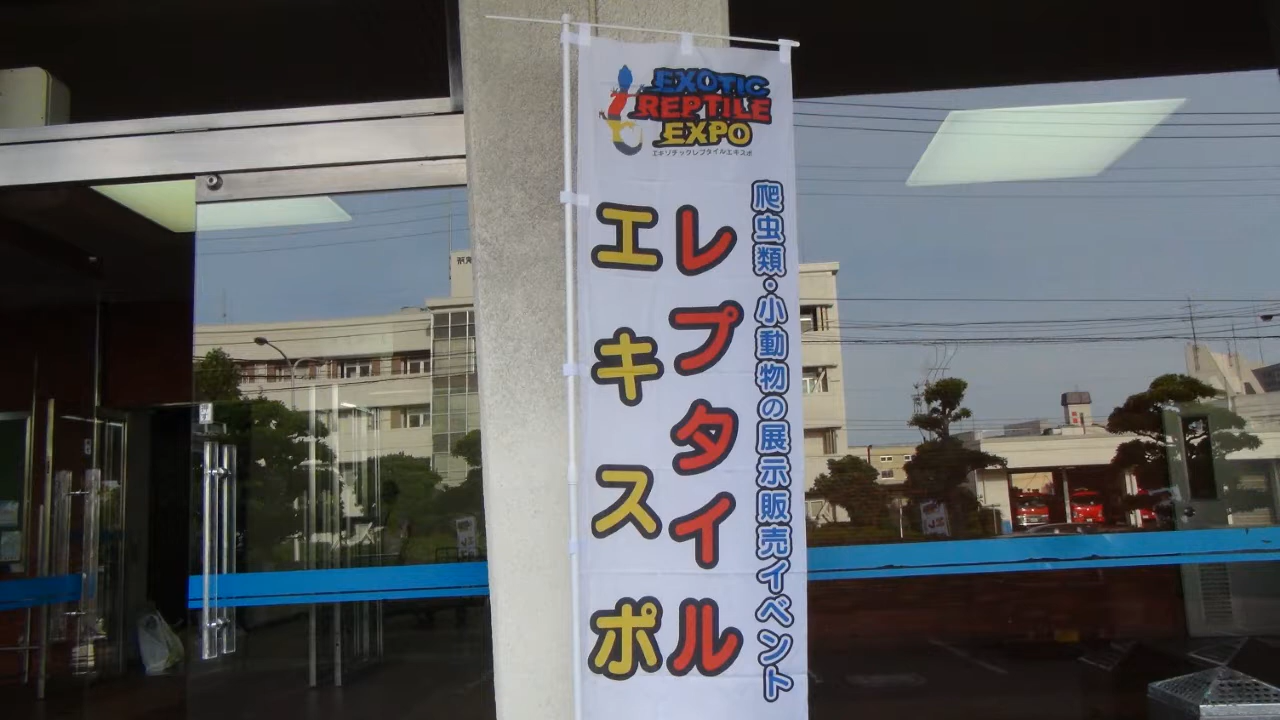 EXOTIC
REPTILE
EXPO
エキゾチックレプタイルエキスポ
爬虫類・小動物の展示販売イベント
レプタイル
エキスポ
押す